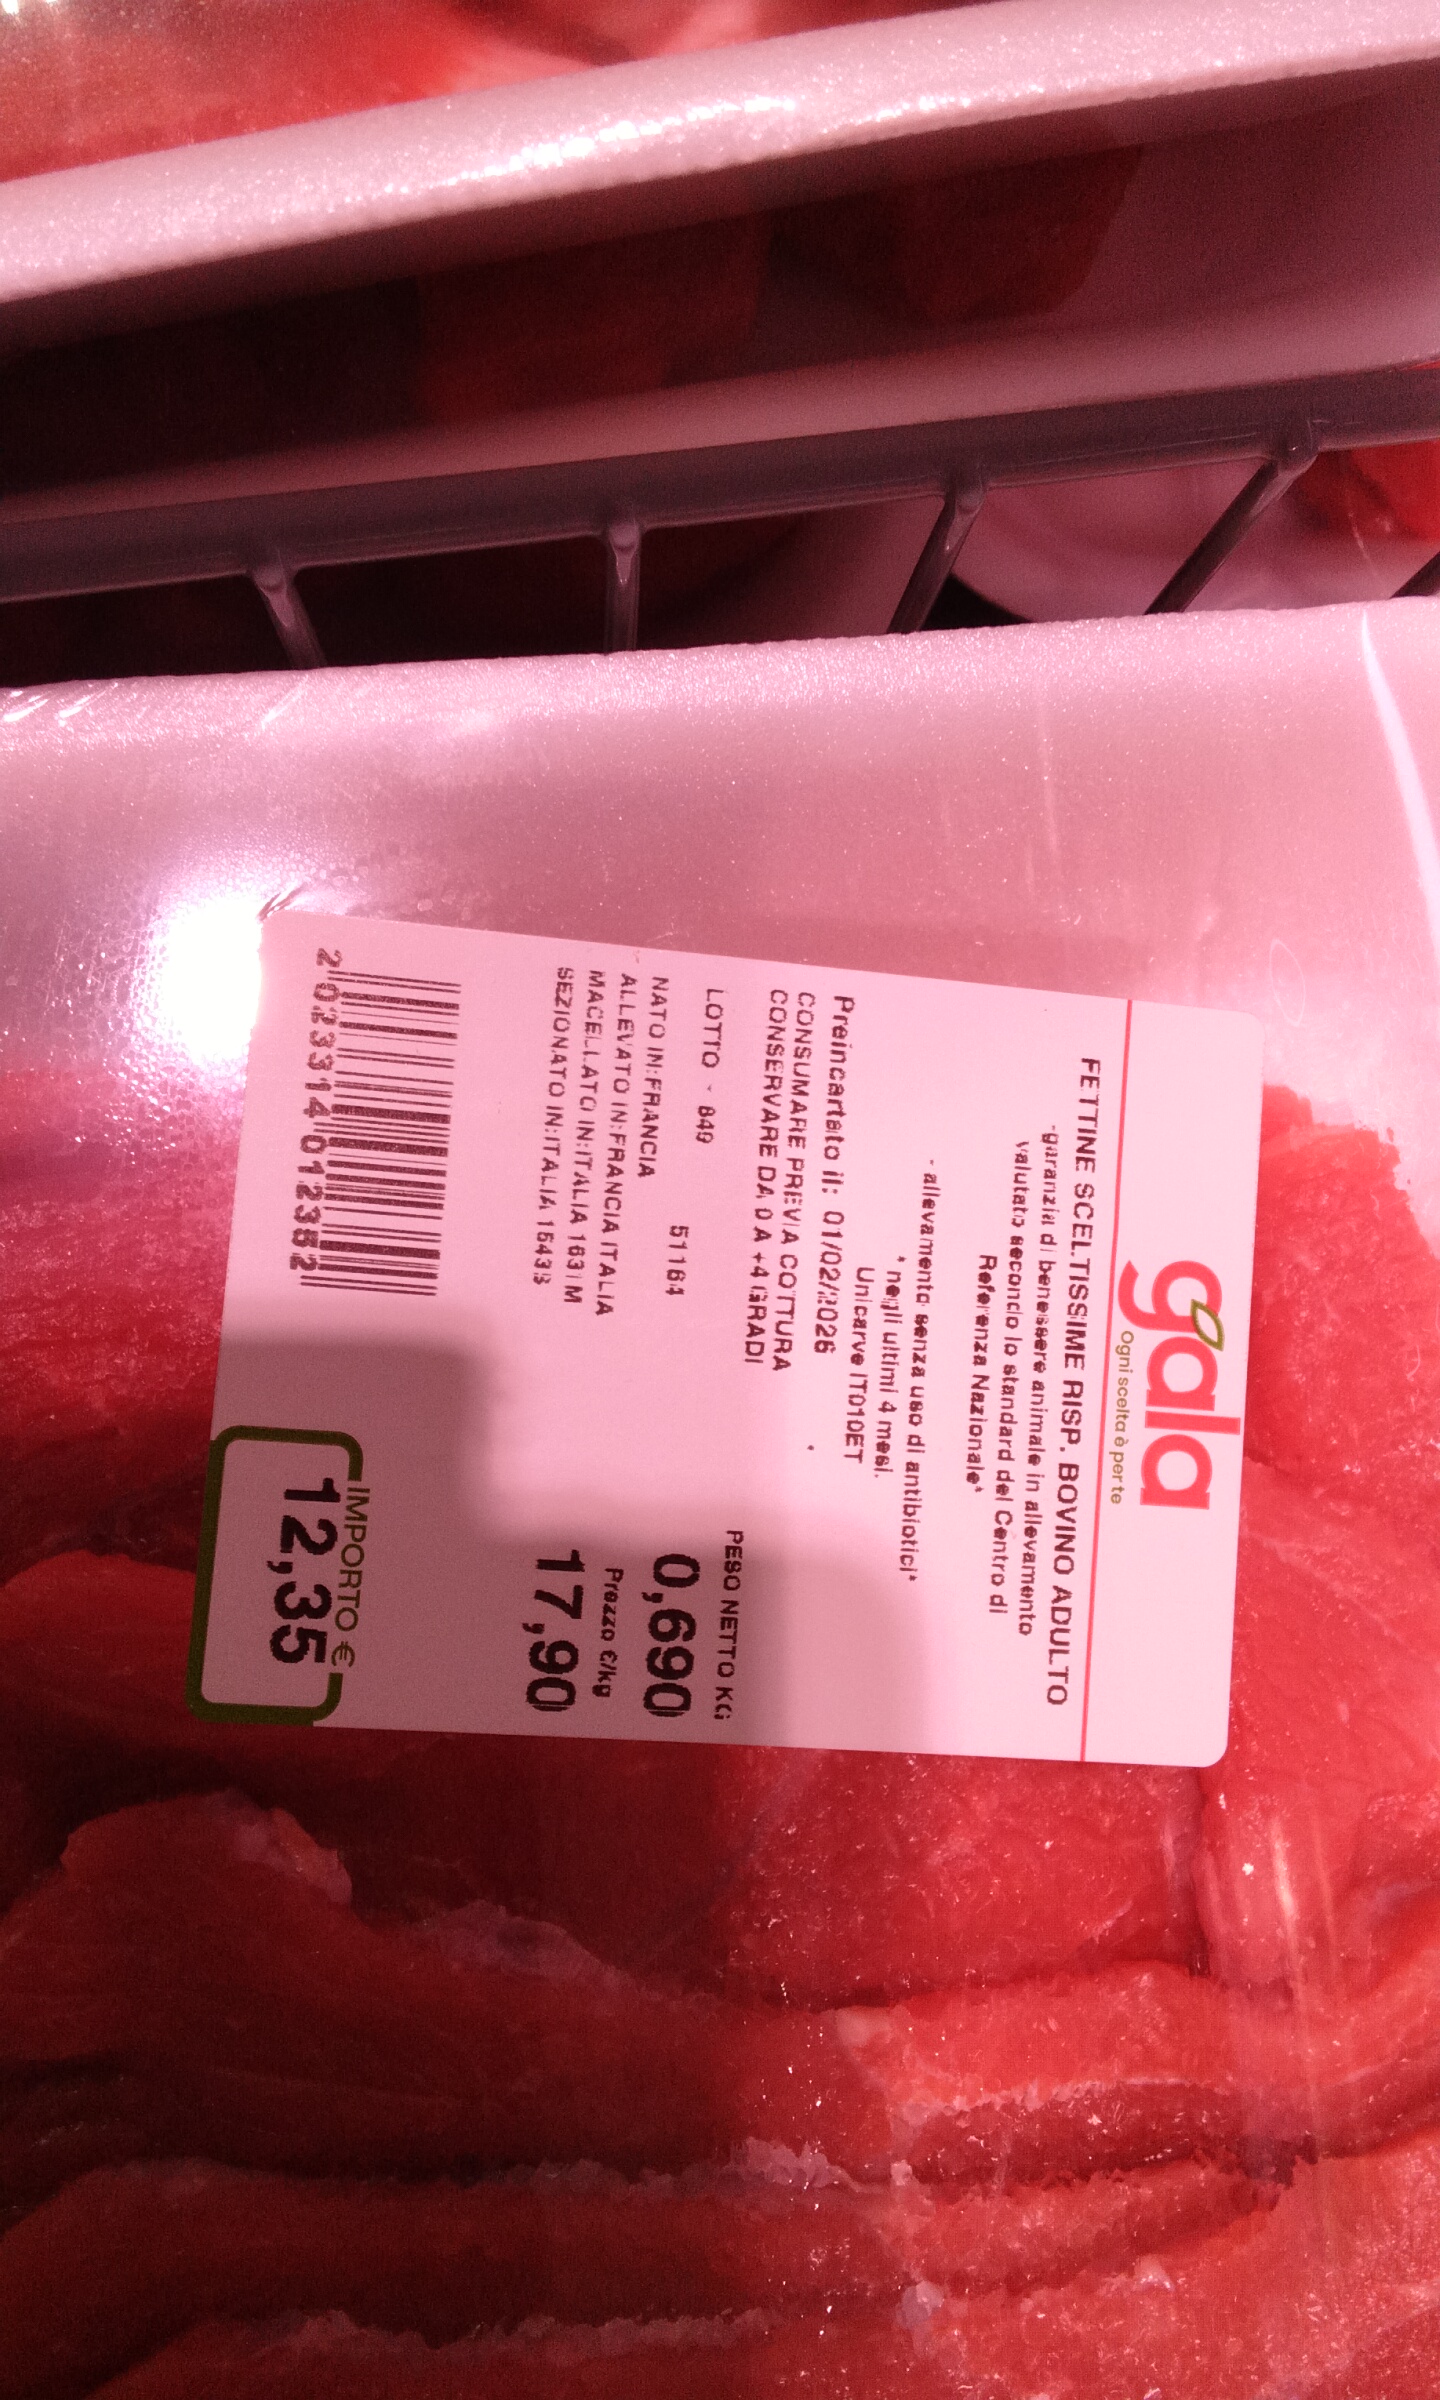 gala
Ogni scelta è per te
FETTINE SCELTISSIME RISP. BOVINO ADULTO
-garanzia di benessere animale in allevamento
valutato secondo lo standard del Centro di
Referenza Nazionale*
- allevamento senza uso di antibiotici*
* negli ultimi 4 mesi.
Unicarve IT010ET
Preincartato il: 01/02/2026
CONSUMARE PREVIA COTTURA
CONSERVARE DA 0 A +4 GRADI
LOTTO - 849
51164
NATO IN:FRANCIA
ALLEVATO IN:FRANCIA ITALIA
MACELLATO IN:ITALIA 1631 M
SEZIONATO IN:ITALIA
PESO NETTO KG
0,690
Prezzo €/kg
17,90
2023314012352
IMPORTO €
12,35